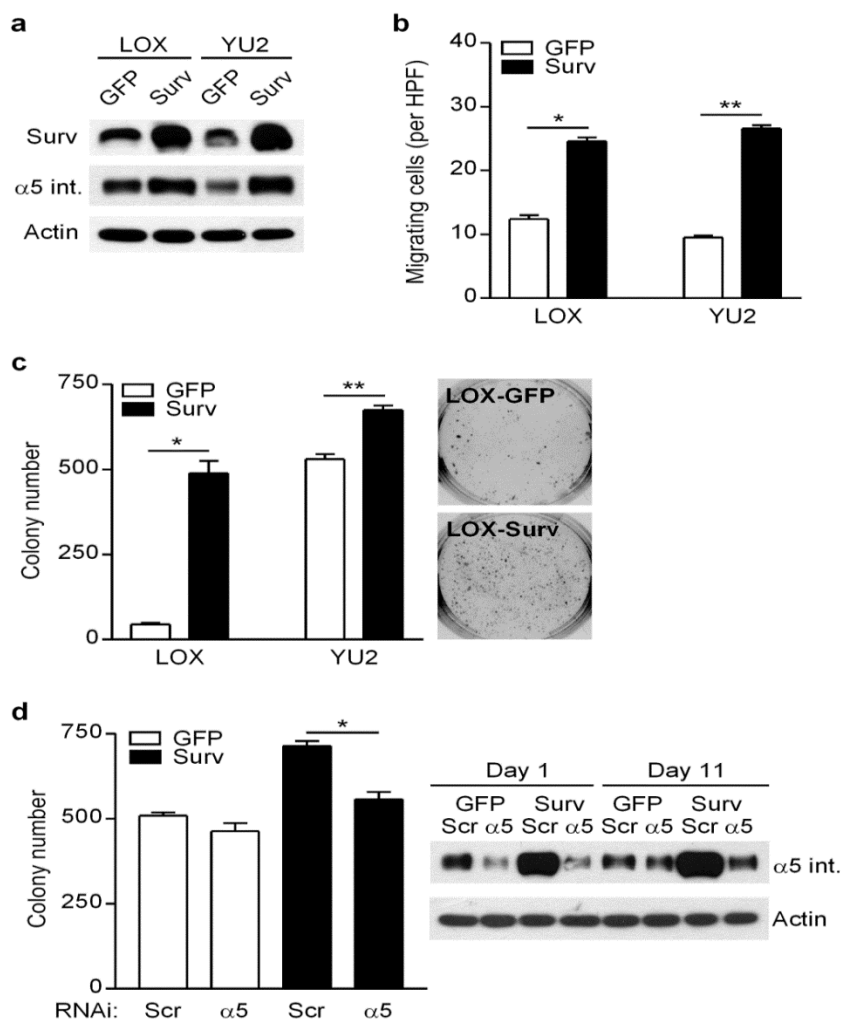 a
LOX YU2
GFP Surv GFP Surv
Surv
α5 int.
Actin
b
GFP
Surv
Migrating cells (per HPF)
40
30
20
10
0
* **
LOX YU2
c
GFP
Surv
Colony number
750
500
250
0
* **
LOX YU2
LOX-GFP
LOX-Surv
d
GFP
Surv
Colony number
750
500
250
0
*
RNAi: Scr α5 Scr α5
Day 1 Day 11
GFP Surv GFP Surv
Scr α5 Scr α5 Scr α5 Scr α5
α5 int.
Actin